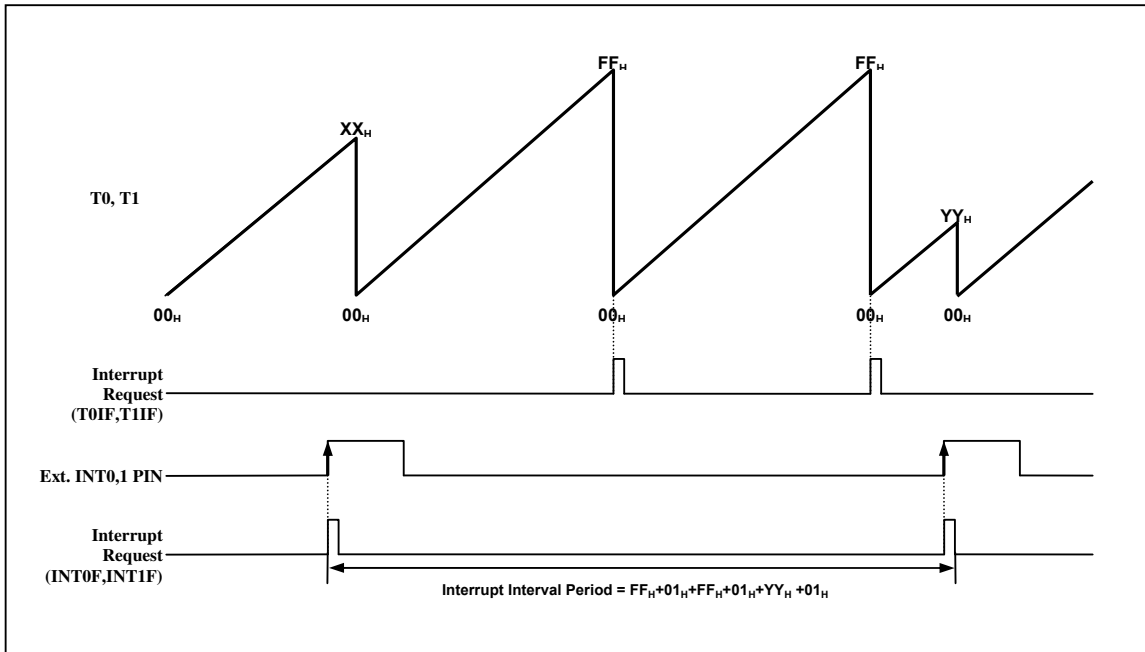 FFH FFH
XXH
T0, T1
YYH
00H 00H 00H 00H 00H
Interrupt
Request
(T0IF,T1IF)
Ext. INT0,1 PIN
Interrupt
Request
(INT0F,INT1F)
Interrupt Interval Period = FFH+01H+FFH+01H+YYH +01H